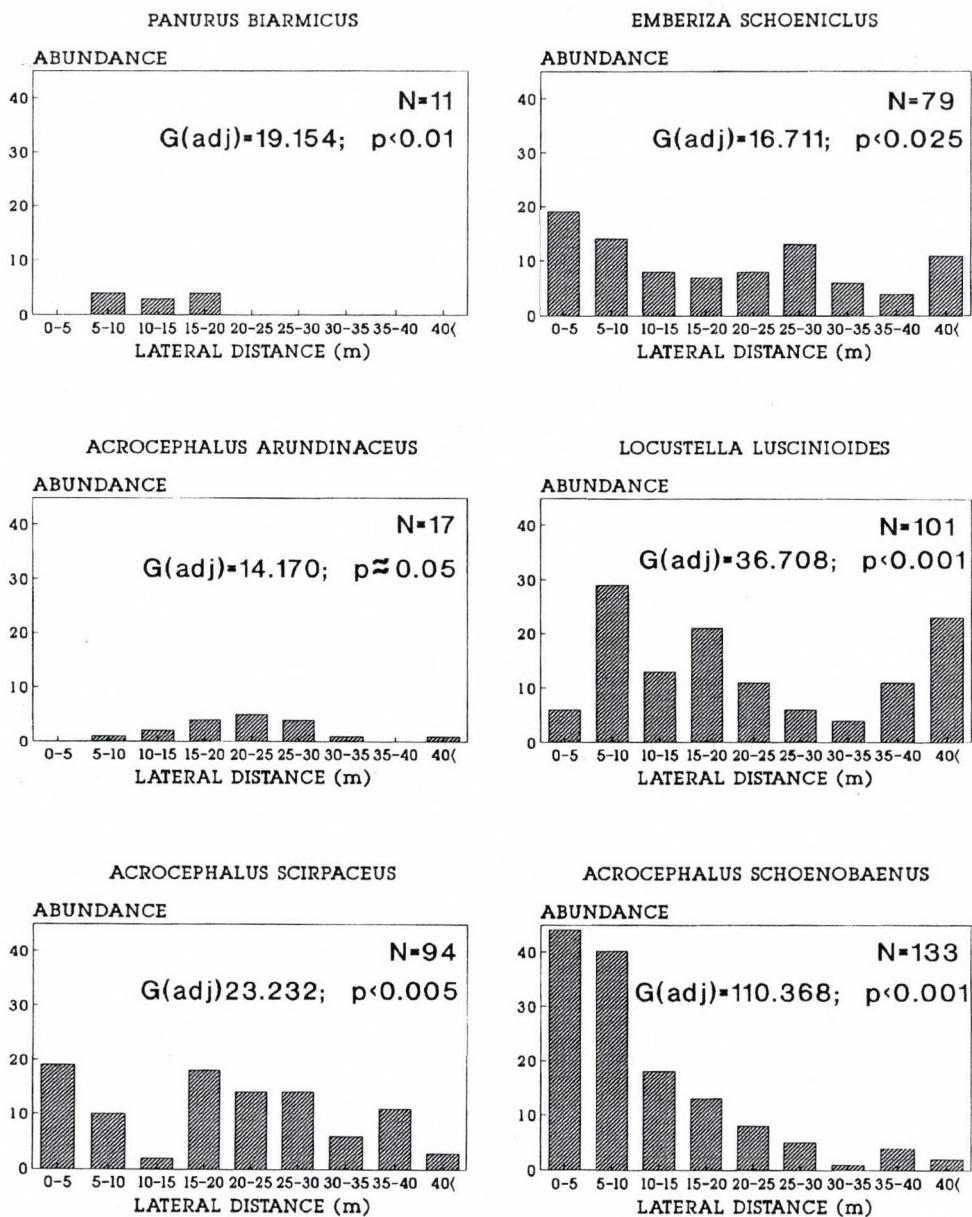 PANURUS BIARMICUS
ABUNDANCE
N=11
G(adj)=19.154; p<0.01
40
30
20
10
0
0-5 5-10 10-15 15-20 20-25 25-30 30-35 35-40 40<
LATERAL DISTANCE (m)
EMBERIZA SCHOENICLUS
ABUNDANCE
N=79
G(adj)=16.711; p<0.025
40
30
20
10
0
0-5 5-10 10-15 15-20 20-25 25-30 30-35 35-40 40<
LATERAL DISTANCE (m)
ACROCEPHALUS ARUNDINACEUS
ABUNDANCE
N=17
G(adj)=14.170; p≈0.05
40
30
20
10
0
0-5 5-10 10-15 15-20 20-25 25-30 30-35 35-40 40<
LATERAL DISTANCE (m)
LOCUSTELLA LUSCINIOIDES
ABUNDANCE
N=101
G(adj)=36.708; p<0.001
40
30
20
10
0
0-5 5-10 10-15 15-20 20-25 25-30 30-35 35-40 40<
LATERAL DISTANCE (m)
ACROCEPHALUS SCIRPACEUS
ABUNDANCE
N=94
G(adj)23.232; p<0.005
40
30
20
10
0
0-5 5-10 10-15 15-20 20-25 25-30 30-35 35-40 40<
LATERAL DISTANCE (m)
ACROCEPHALUS SCHOENOBAENUS
ABUNDANCE
N=133
G(adj)=110.368; p<0.001
40
30
20
10
0
0-5 5-10 10-15 15-20 20-25 25-30 30-35 35-40 40<
LATERAL DISTANCE (m)